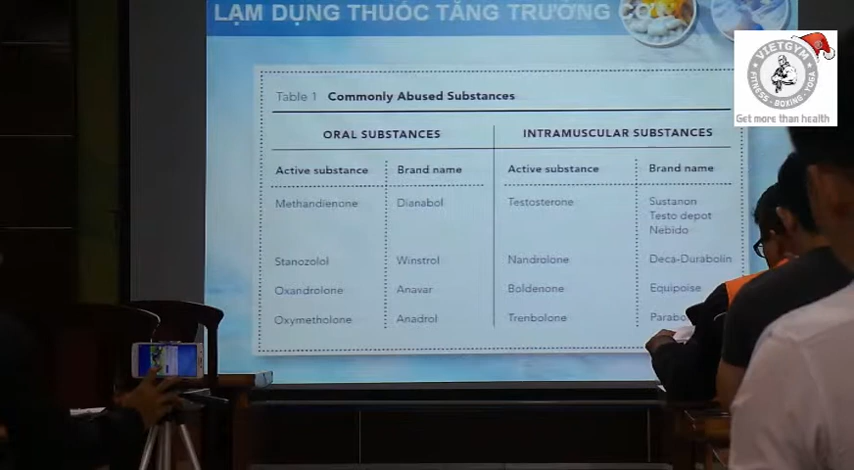 LẠM DỤNG THUỐC TĂNG TRƯỞNG
VIETGYM
FITNESS - BOXING - YOGA
Get more than health
Table 1 Commonly Abused Substances
ORAL SUBSTANCES INTRAMUSCULAR SUBSTANCES
Active substance Brand name Active substance Brand name
Methandienone Dianabol Testosterone Sustanon
Testo depot
Nebido
Stanozolol Winstrol Nandrolone Deca-Durabolin
Oxandrolone Anavar Boldenone Equipoise
Oxymetholone Anadrol Trenbolone